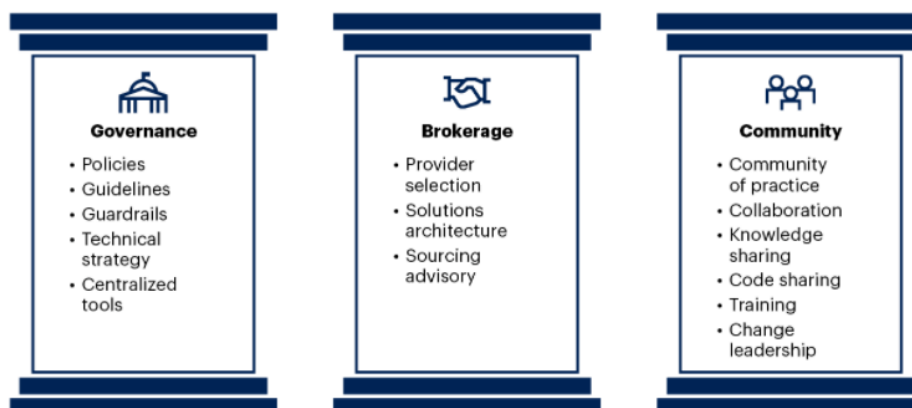 Governance
• Policies
• Guidelines
• Guardrails
• Technical
strategy
• Centralized
tools
Brokerage
• Provider
selection
• Solutions
architecture
• Sourcing
advisory
Community
• Community
of practice
• Collaboration
• Knowledge
sharing
• Code sharing
• Training
• Change
leadership